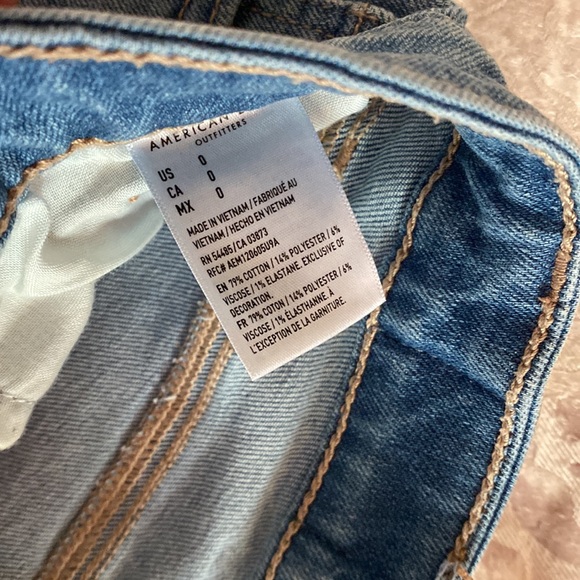 AMERICAN
OUTFITTERS
US 0
CA 0
MX 0
MADE IN VIETNAM / FABRIQUÉ AU
VIETNAM / HECHO EN VIETNAM
RN 54485 / CA 03873
RFC# AEM120605U9A
EN 79% COTTON / 14% POLYESTER / 6%
VISCOSE / 1% ELASTANE. EXCLUSIVE OF
DECORATION.
FR 79% COTON / 14% POLYESTER / 6%
VISCOSE / 1% ÉLASTHANNE. À
L'EXCEPTION DE LA GARNITURE.